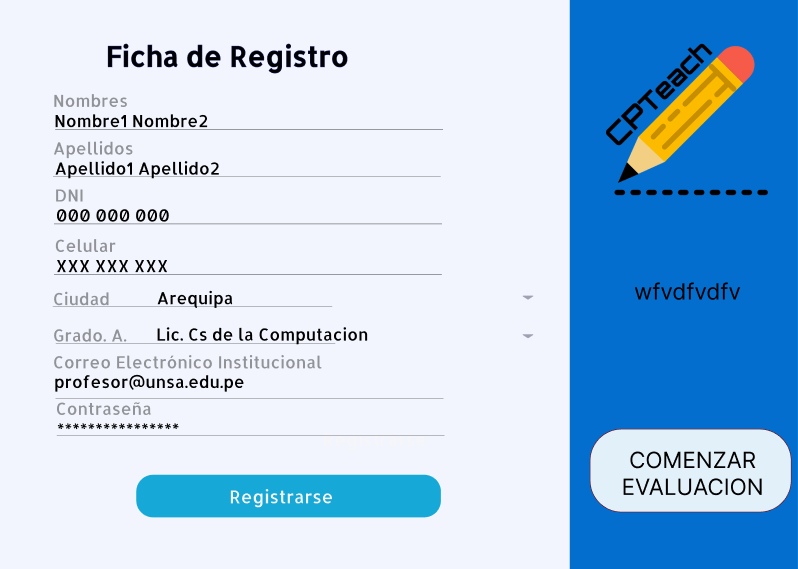 Ficha de Registro
Nombres
Nombre1 Nombre2
Apellidos
Apellido1 Apellido2
DNI
000 000 000
Celular
XXX XXX XXX
Ciudad Arequipa
Grado. A. Lic. Cs de la Computacion
Correo Electrónico Institucional
profesor@unsa.edu.pe
Contraseña
****************
Registrarse
CPTeach
wfvdfvdfv
COMENZAR
EVALUACION